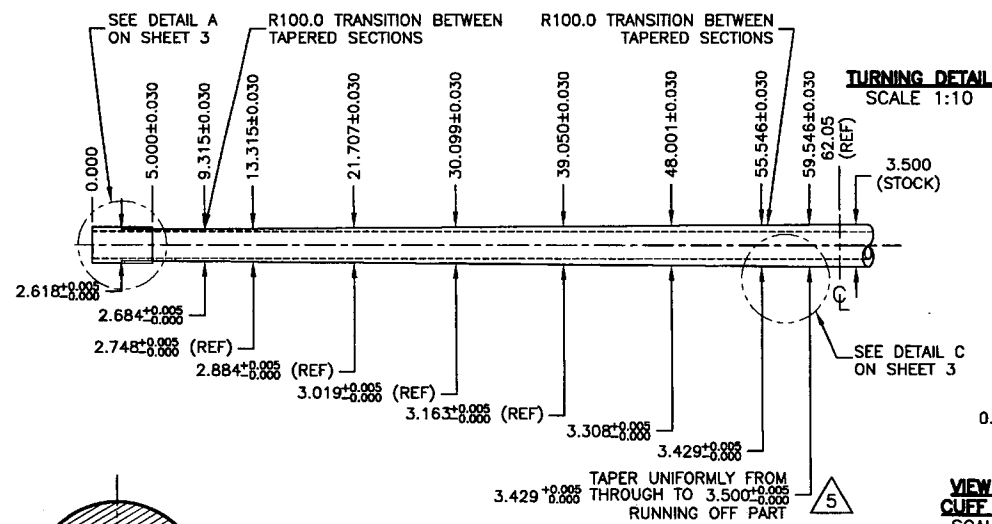 SEE DETAIL A
ON SHEET 3
R100.0 TRANSITION BETWEEN
TAPERED SECTIONS
R100.0 TRANSITION BETWEEN
TAPERED SECTIONS
TURNING DETAIL
SCALE 1:10
0.000
5.000±0.030
9.315±0.030
13.315±0.030
21.707±0.030
30.099±0.030
39.050±0.030
48.001±0.030
55.546±0.030
59.546±0.030
62.05
(REF)
3.500
(STOCK)
2.618+0.005
-0.000
2.684+0.005
-0.000
2.748+0.005
-0.000 (REF)
2.884+0.005
-0.000 (REF)
3.019+0.005
-0.000 (REF)
3.163+0.005
-0.000 (REF)
3.308+0.005
-0.000
3.429+0.005
-0.000
℄
SEE DETAIL C
ON SHEET 3
0.
TAPER UNIFORMLY FROM
3.429+0.005
0.000 THROUGH TO 3.500+0.005
-0.000
RUNNING OFF PART
5
VIEW
CUFF